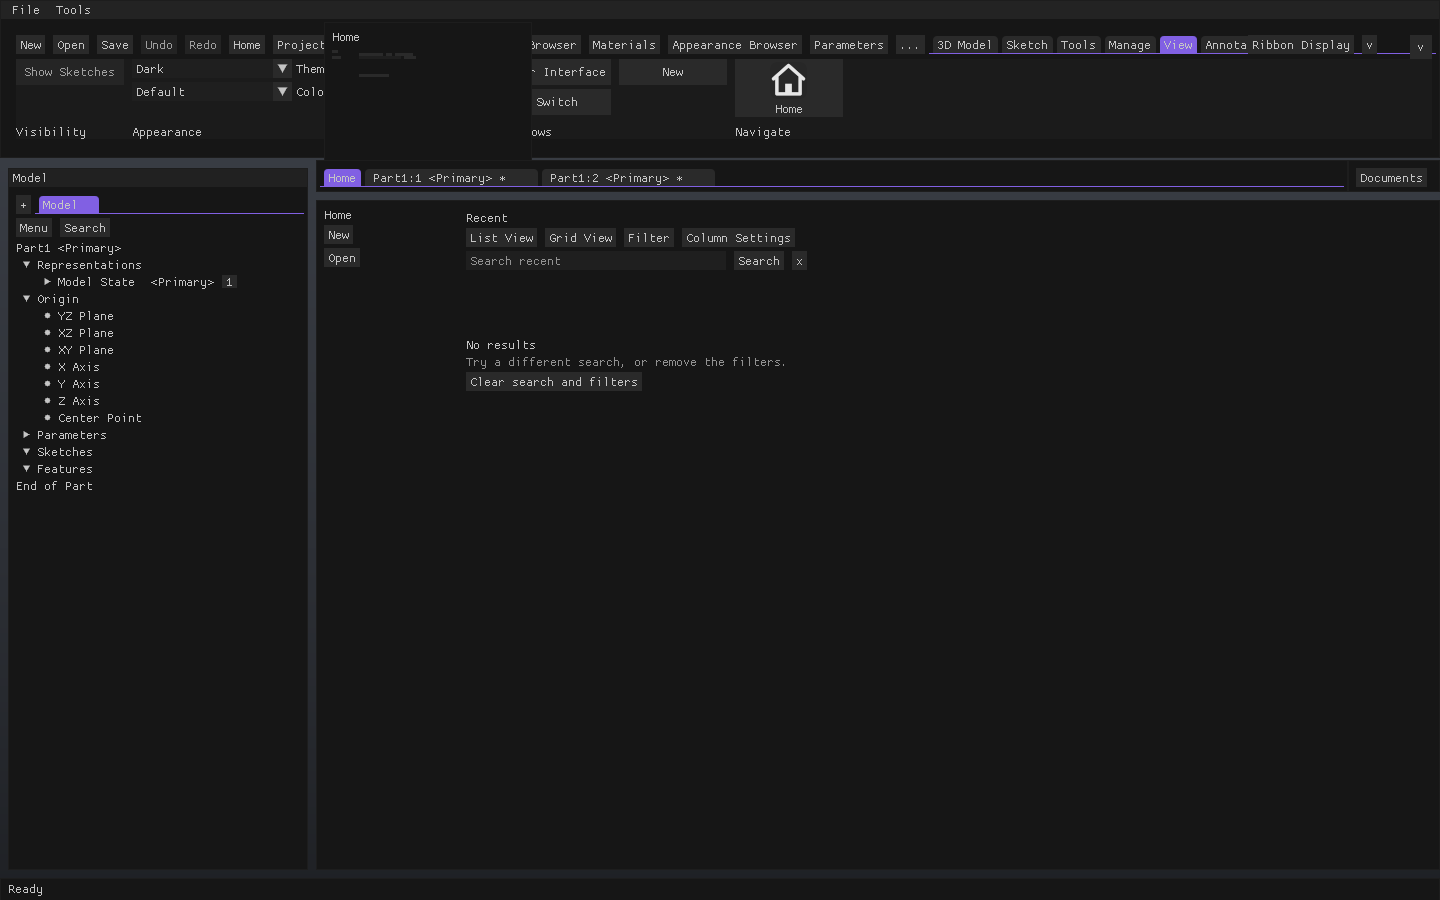 File Tools
New Open Save Undo Redo Home Project Browser Materials Appearance Browser Parameters ... 3D Model Sketch Tools Manage View Annota Ribbon Display v v
Home
Show Sketches Dark Them r Interface New
Default Colo Switch Home
Visibility Appearance ows Navigate
Model
Home Part1:1 <Primary> * Part1:2 <Primary> * Documents
+ Model
Menu Search
Part1 <Primary>
Representations
Model State <Primary> 1
Origin
YZ Plane
XZ Plane
XY Plane
X Axis
Y Axis
Z Axis
Center Point
Parameters
Sketches
Features
End of Part
Home
New
Open
Recent
List View Grid View Filter Column Settings
Search recent Search x
No results
Try a different search, or remove the filters.
Clear search and filters
Ready